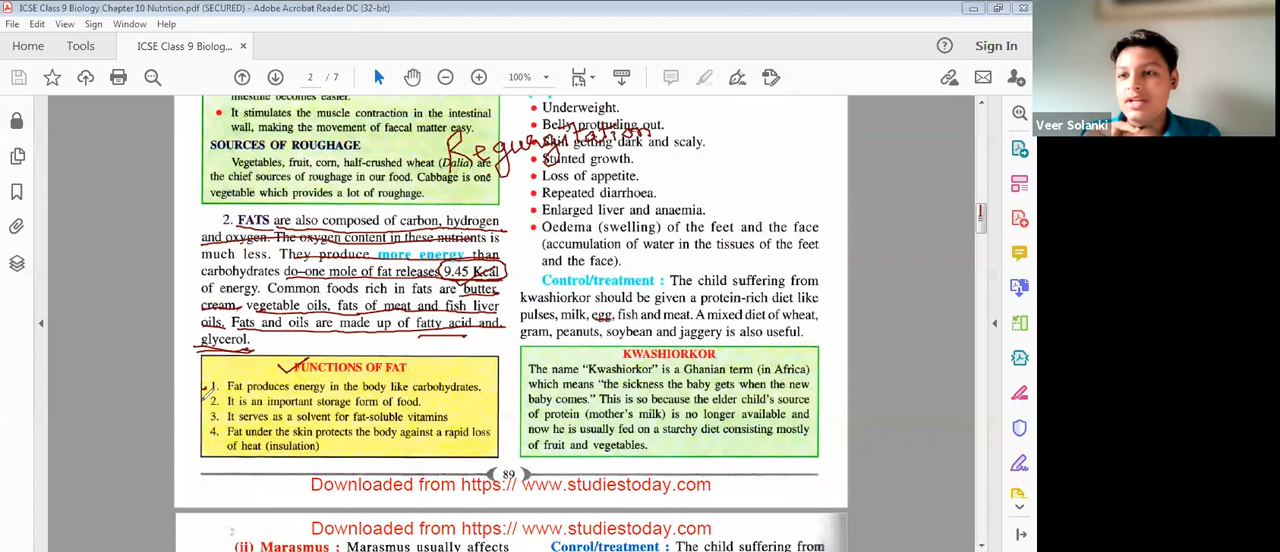 ICSE Class 9 Biology Chapter 10 Nutrition.pdf (SECURED) - Adobe Acrobat Reader DC (32-bit)
File Edit View Sign Window Help
Home Tools ICSE Class 9 Biolog... × Sign In
2 / 7 100%
Veer Solanki
intestine becomes easier.
• It stimulates the muscle contraction in the intestinal
wall, making the movement of faecal matter easy.
SOURCES OF ROUGHAGE
Vegetables, fruit, corn, half-crushed wheat (Dalia) are
the chief sources of roughage in our food. Cabbage is one
vegetable which provides a lot of roughage.
2. FATS are also composed of carbon, hydrogen
and oxygen. The oxygen content in these nutrients is
much less. They produce more energy than
carbohydrates do-one mole of fat releases 9.45 Kcal
of energy. Common foods rich in fats are butter
cream, vegetable oils, fats of meat and fish liver
oils. Fats and oils are made up of fatty acid and
glycerol.
FUNCTIONS OF FAT
1. Fat produces energy in the body like carbohydrates.
2. It is an important storage form of food.
3. It serves as a solvent for fat-soluble vitamins
4. Fat under the skin protects the body against a rapid loss
of heat (insulation)
Regurgitation
• Underweight.
• Belly protruding out.
• Skin getting dark and scaly.
• Stunted growth.
• Loss of appetite.
• Repeated diarrhoea.
• Enlarged liver and anaemia.
• Oedema (swelling) of the feet and the face
(accumulation of water in the tissues of the feet
and the face).
Control/treatment : The child suffering from
kwashiorkor should be given a protein-rich diet like
pulses, milk, egg, fish and meat. A mixed diet of wheat,
gram, peanuts, soybean and jaggery is also useful.
KWASHIORKOR
The name “Kwashiorkor” is a Ghanian term (in Africa)
which means “the sickness the baby gets when the new
baby comes.” This is so because the elder child's source
of protein (mother's milk) is no longer available and
now he is usually fed on a starchy diet consisting mostly
of fruit and vegetables.
89
Downloaded from https:// www.studiestoday.com
Downloaded from https:// www.studiestoday.com
(ii) Marasmus : Marasmus usually affects
Conrol/treatment : The child suffering from